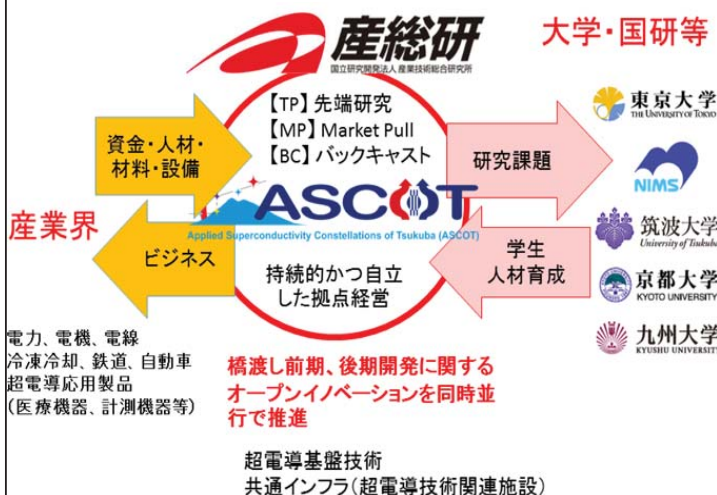 産総研
国立研究開発法人 産業技術総合研究所
大学・国研等
【TP】先端研究
【MP】Market Pull
【BC】バックキャスト
資金・人材・
材料・設備
研究課題
東京大学
THE UNIVERSITY OF TOKYO
NIMS
ASCOT
Applied Superconductivity Constellations of Tsukuba (ASCOT)
産業界
ビジネス
持続的かつ自立
した拠点経営
学生
人材育成
筑波大学
University of Tsukuba
京都大学
KYOTO UNIVERSITY
九州大学
KYUSHU UNIVERSITY
電力、電機、電線
冷凍冷却、鉄道、自動車
超電導応用製品
(医療機器、計測機器等)
橋渡し前期、後期開発に関する
オープンイノベーションを同時並
行で推進
超電導基盤技術
共通インフラ(超電導技術関連施設)